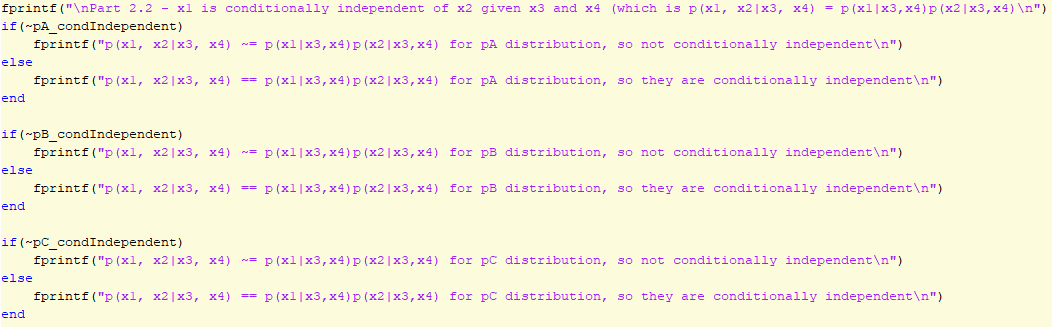 fprintf("\nPart 2.2 - x1 is conditionally independent of x2 given x3 and x4 (which is p(x1, x2|x3, x4) = p(x1|x3,x4)p(x2|x3,x4)\n")
if(~pA_condIndependent)
    fprintf("p(x1, x2|x3, x4) ~= p(x1|x3,x4)p(x2|x3,x4) for pA distribution, so not conditionally independent\n")
else
    fprintf("p(x1, x2|x3, x4) == p(x1|x3,x4)p(x2|x3,x4) for pA distribution, so they are conditionally independent\n")
end

if(~pB_condIndependent)
    fprintf("p(x1, x2|x3, x4) ~= p(x1|x3,x4)p(x2|x3,x4) for pB distribution, so not conditionally independent\n")
else
    fprintf("p(x1, x2|x3, x4) == p(x1|x3,x4)p(x2|x3,x4) for pB distribution, so they are conditionally independent\n")
end

if(~pC_condIndependent)
    fprintf("p(x1, x2|x3, x4) ~= p(x1|x3,x4)p(x2|x3,x4) for pC distribution, so not conditionally independent\n")
else
    fprintf("p(x1, x2|x3, x4) == p(x1|x3,x4)p(x2|x3,x4) for pC distribution, so they are conditionally independent\n")
end